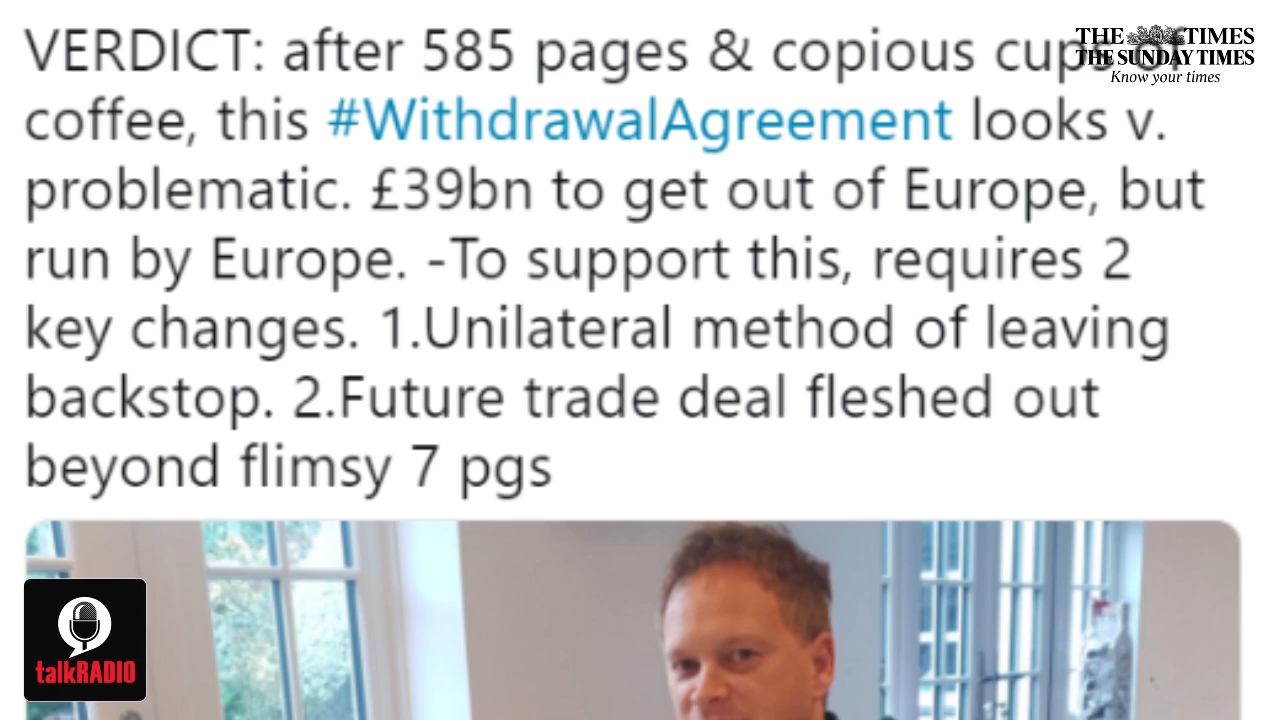 VERDICT: after 585 pages & copious cups of
coffee, this #WithdrawalAgreement looks v.
problematic. £39bn to get out of Europe, but
run by Europe. -To support this, requires 2
key changes. 1.Unilateral method of leaving
backstop. 2.Future trade deal fleshed out
beyond flimsy 7 pgs
THE TIMES
THE SUNDAY TIMES
Know your times
talkRADIO